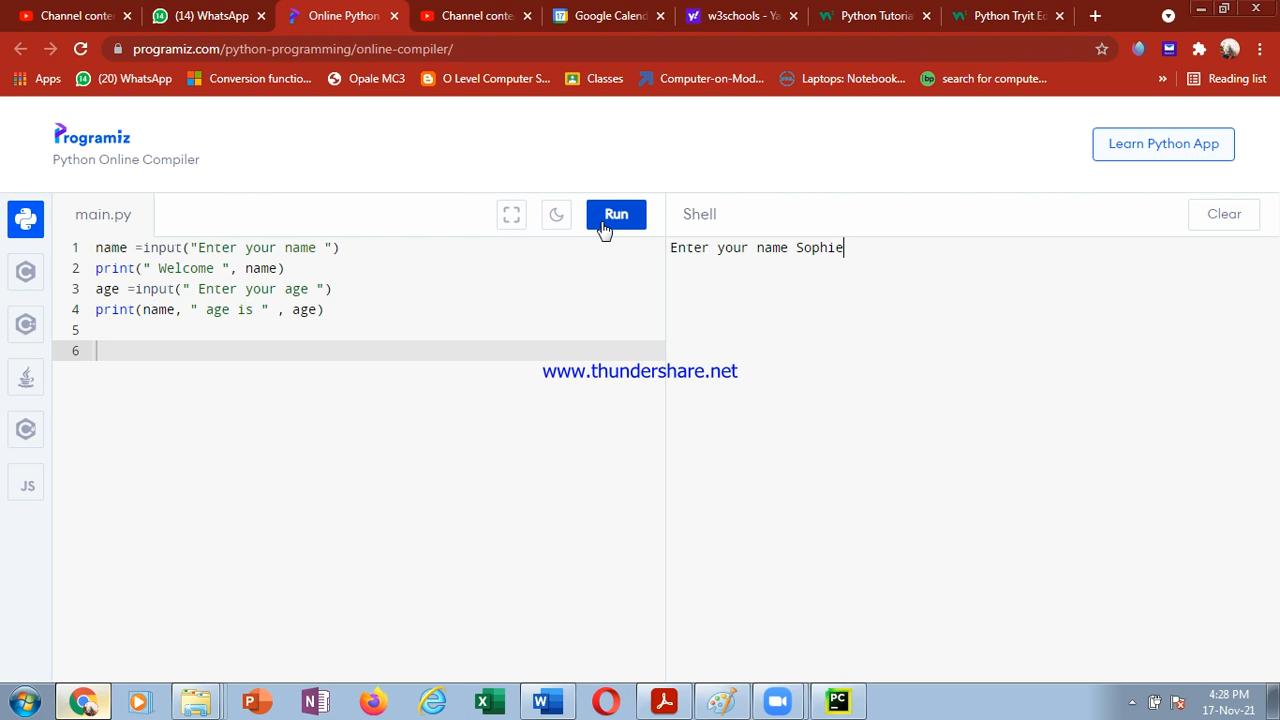 Channel conten
(14) WhatsApp
Online Python
Channel conten
Google Calend
w3schools - Ya
Python Tutoria
Python Tryit Ed
programiz.com/python-programming/online-compiler/
Apps
(20) WhatsApp
Conversion functio...
Opale MC3
O Level Computer S...
Classes
Computer-on-Mod...
Laptops: Notebook...
search for compute...
»
Reading list
Programiz
Python Online Compiler
Learn Python App
main.py
Run
Shell
Clear
1 name =input("Enter your name ")
2 print(" Welcome ", name)
3 age =input(" Enter your age ")
4 print(name, " age is " , age)
5
6
Enter your name Sophie
www.thundershare.net
JS
4:28 PM
17-Nov-21